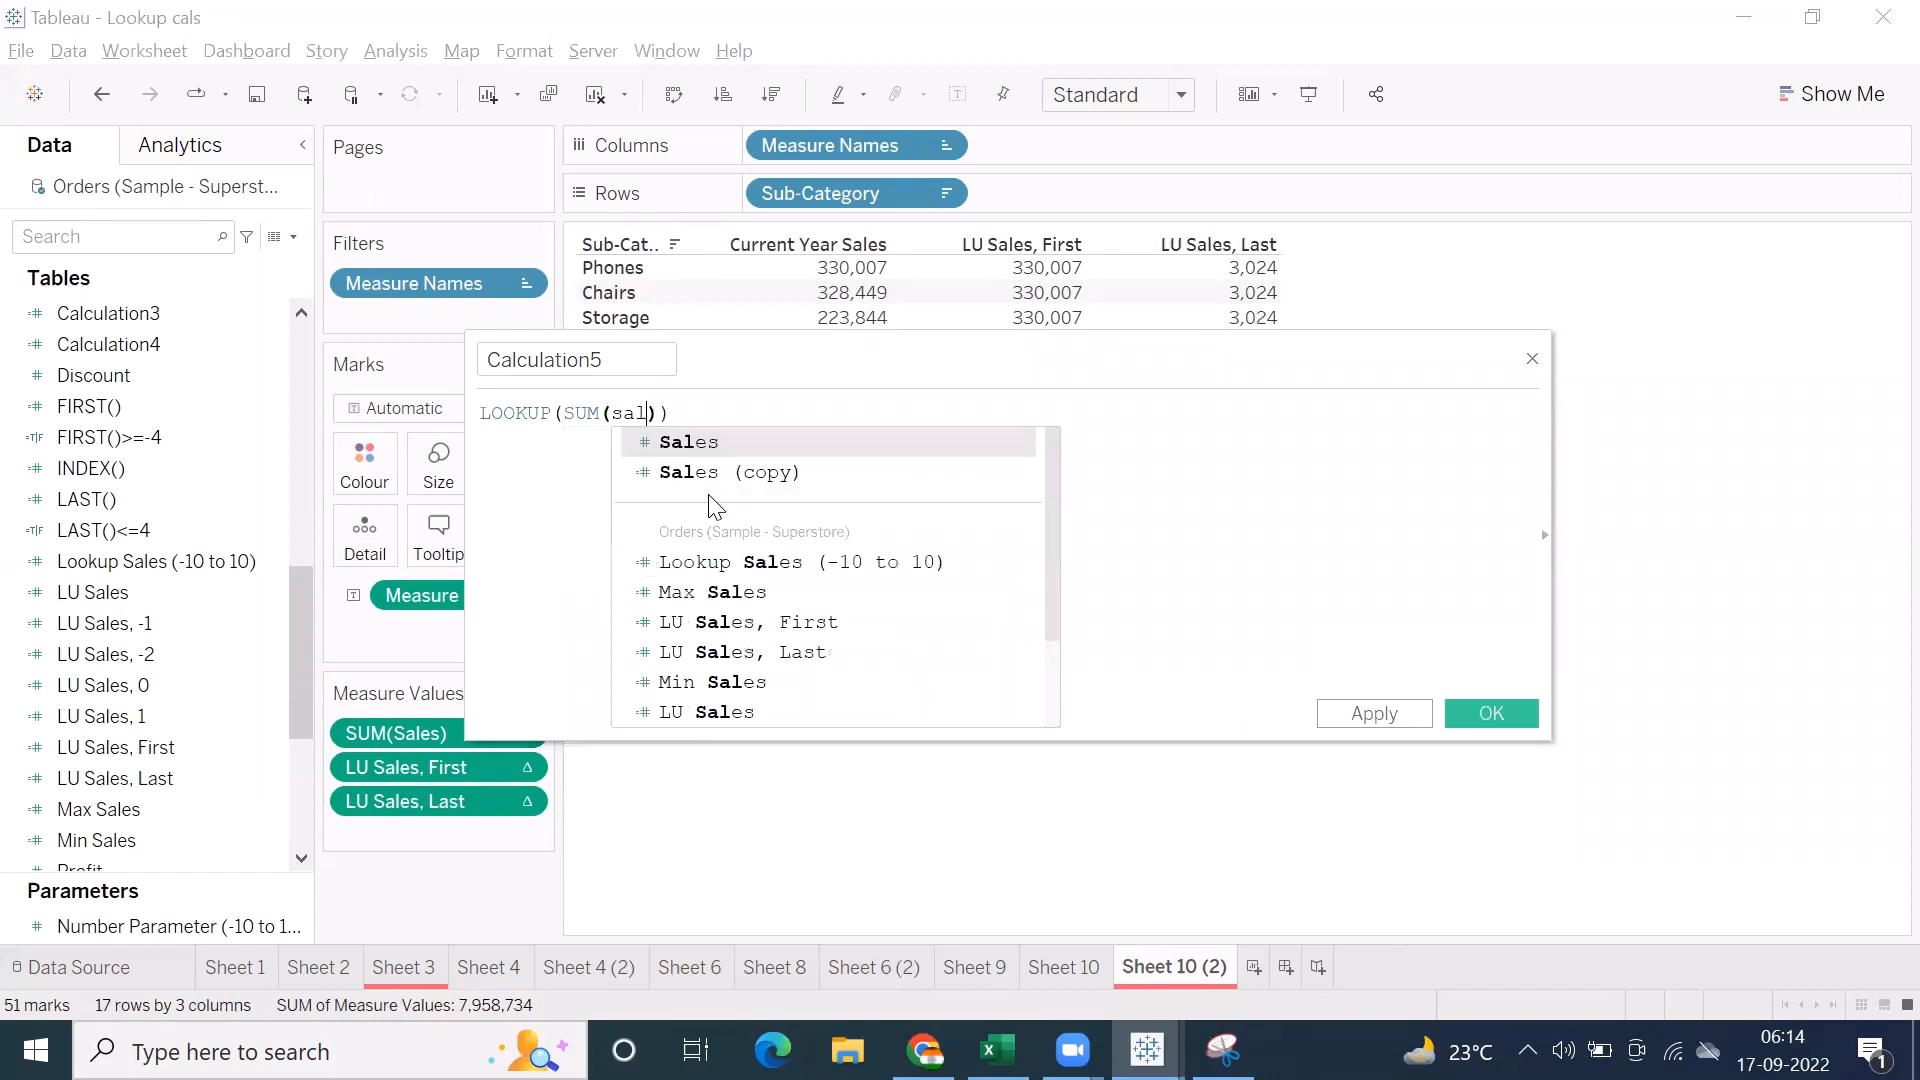 Tableau - Lookup cals
File Data Worksheet Dashboard Story Analysis Map Format Server Window Help
Standard
Show Me
Data
Analytics
Pages
Columns
Measure Names
Orders (Sample - Superst...
Rows
Sub-Category
Search
Filters
Measure Names
Sub-Cat.. Current Year Sales LU Sales, First LU Sales, Last
Phones 330,007 330,007 3,024
Chairs 328,449 330,007 3,024
Storage 223,844 330,007 3,024
Tables
Calculation3
Calculation4
Discount
FIRST()
FIRST()>=-4
INDEX()
LAST()
LAST()<=4
Lookup Sales (-10 to 10)
LU Sales
LU Sales, -1
LU Sales, -2
LU Sales, 0
LU Sales, 1
LU Sales, First
LU Sales, Last
Max Sales
Min Sales
Profit
Parameters
Number Parameter (-10 to 1...
Marks
Automatic
Colour
Size
Detail
Tooltip
Measure
Measure Values
SUM(Sales)
LU Sales, First
LU Sales, Last
Calculation5
LOOKUP(SUM(sal))
Sales
Sales (copy)
Orders (Sample - Superstore)
Lookup Sales (-10 to 10)
Max Sales
LU Sales, First
LU Sales, Last
Min Sales
LU Sales
Apply
OK
Data Source Sheet 1 Sheet 2 Sheet 3 Sheet 4 Sheet 4 (2) Sheet 6 Sheet 8 Sheet 6 (2) Sheet 9 Sheet 10 Sheet 10 (2)
51 marks 17 rows by 3 columns SUM of Measure Values: 7,958,734
Type here to search
23°C
06:14
17-09-2022
1